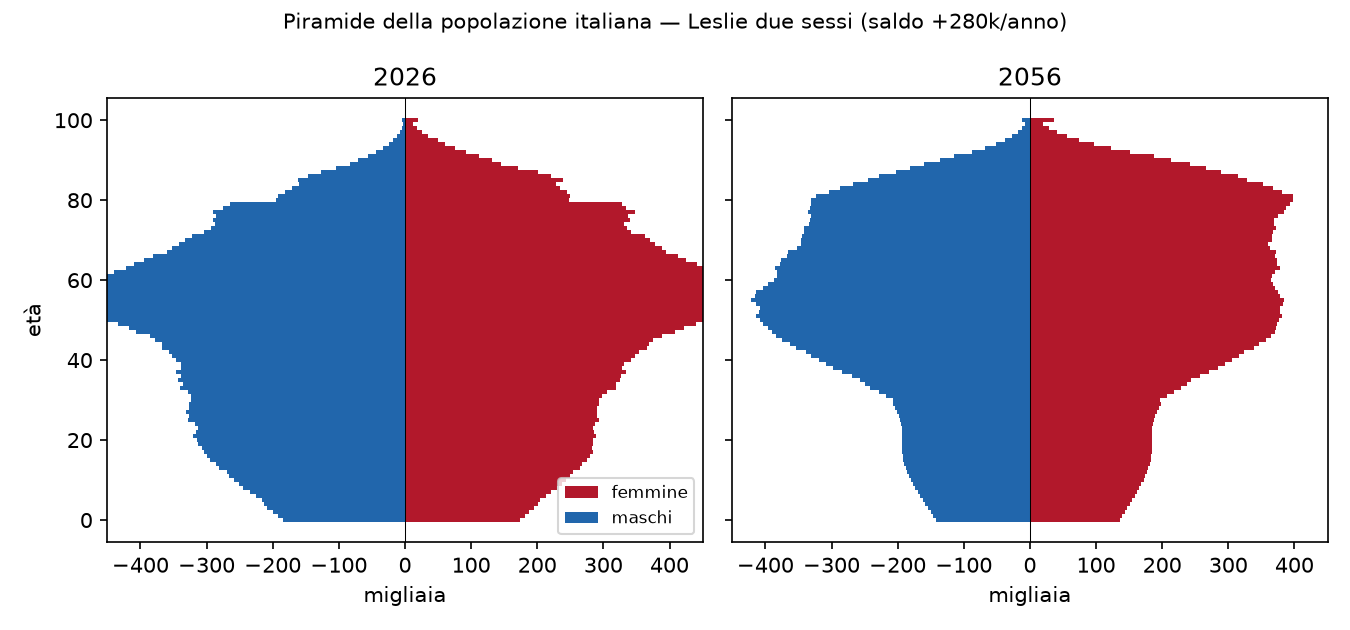 Piramide della popolazione italiana — Leslie due sessi (saldo +280k/anno)
2026
2056
100
80
60
40
20
0
età
femmine
maschi
−400 −300 −200 −100 0 100 200 300 400
−400 −300 −200 −100 0 100 200 300 400
migliaia
migliaia